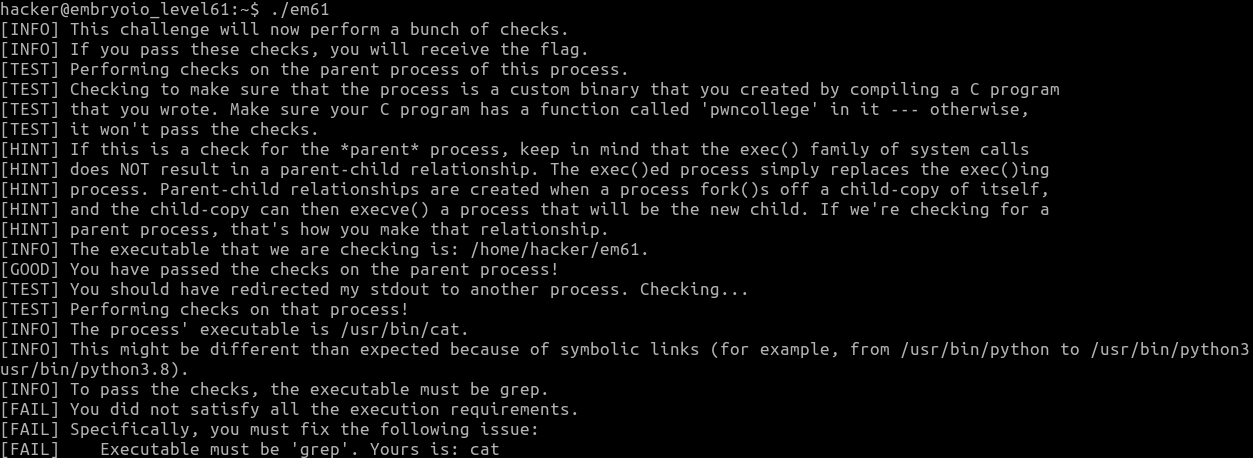 hacker@embryoio_level61:~$ ./em61
[INFO] This challenge will now perform a bunch of checks.
[INFO] If you pass these checks, you will receive the flag.
[TEST] Performing checks on the parent process of this process.
[TEST] Checking to make sure that the process is a custom binary that you created by compiling a C program
[TEST] that you wrote. Make sure your C program has a function called 'pwncollege' in it --- otherwise,
[TEST] it won't pass the checks.
[HINT] If this is a check for the *parent* process, keep in mind that the exec() family of system calls
[HINT] does NOT result in a parent-child relationship. The exec()ed process simply replaces the exec()ing
[HINT] process. Parent-child relationships are created when a process fork()s off a child-copy of itself,
[HINT] and the child-copy can then execve() a process that will be the new child. If we're checking for a
[HINT] parent process, that's how you make that relationship.
[INFO] The executable that we are checking is: /home/hacker/em61.
[GOOD] You have passed the checks on the parent process!
[TEST] You should have redirected my stdout to another process. Checking...
[TEST] Performing checks on that process!
[INFO] The process' executable is /usr/bin/cat.
[INFO] This might be different than expected because of symbolic links (for example, from /usr/bin/python to /usr/bin/python3
usr/bin/python3.8).
[INFO] To pass the checks, the executable must be grep.
[FAIL] You did not satisfy all the execution requirements.
[FAIL] Specifically, you must fix the following issue:
[FAIL]    Executable must be 'grep'. Yours is: cat